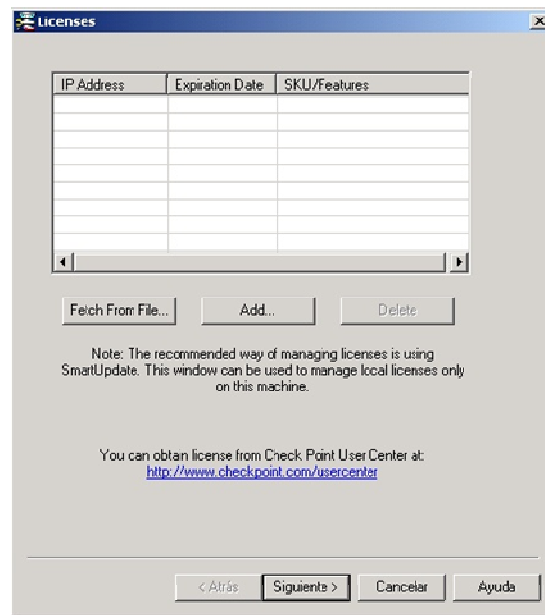 Licenses
IP Address Expiration Date SKU/Features
Fetch From File... Add... Delete
Note: The recommended way of managing licenses is using
SmartUpdate. This window can be used to manage local licenses only
on this machine.
You can obtain license from Check Point User Center at:
http://www.checkpoint.com/usercenter
< Atrás Siguiente > Cancelar Ayuda